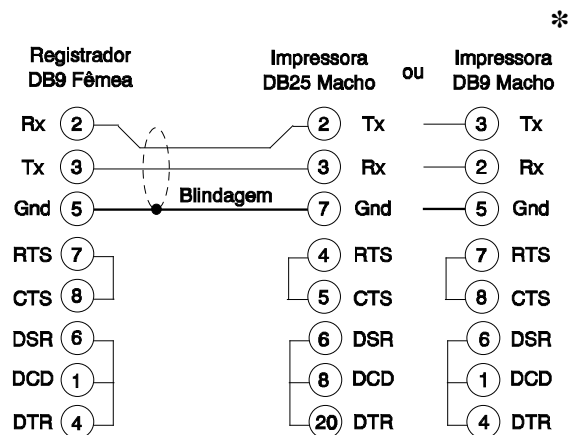 *
Registrador Impressora ou Impressora
DB9 Fêmea DB25 Macho DB9 Macho
Rx 2 2 Tx 3 Tx
Tx 3 3 Rx 2 Rx
Blindagem
Gnd 5 7 Gnd 5 Gnd
RTS 7 4 RTS 7 RTS
CTS 8 5 CTS 8 CTS
DSR 6 6 DSR 6 DSR
DCD 1 8 DCD 1 DCD
DTR 4 20 DTR 4 DTR